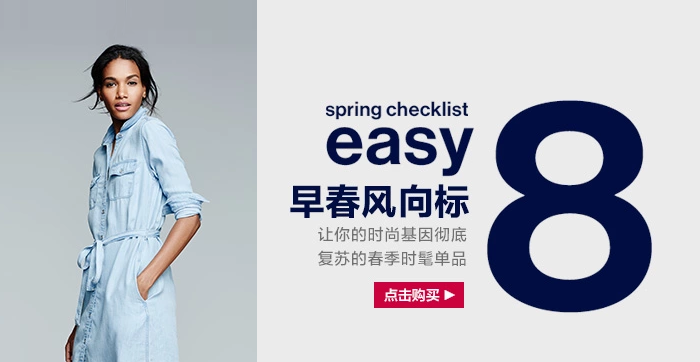 spring checklist
easy
8
早春风向标
让你的时尚基因彻底
复苏的春季时髦单品
点击购买 ▶